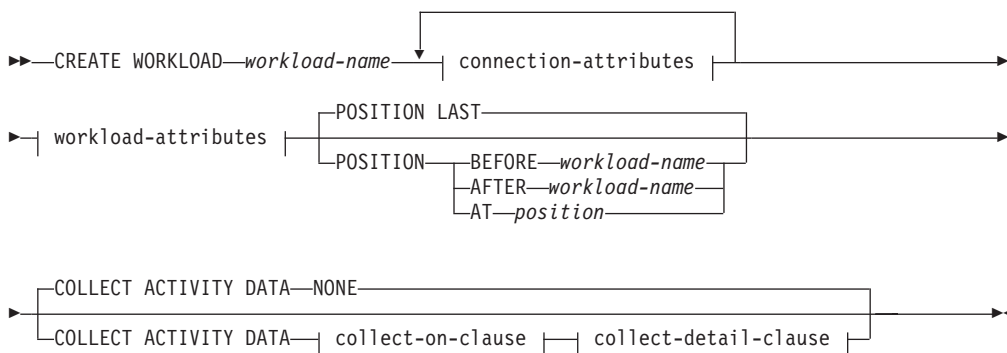 CREATE WORKLOAD workload-name connection-attributes
workload-attributes
POSITION LAST
POSITION BEFORE workload-name
AFTER workload-name
AT position
COLLECT ACTIVITY DATA NONE
COLLECT ACTIVITY DATA collect-on-clause collect-detail-clause